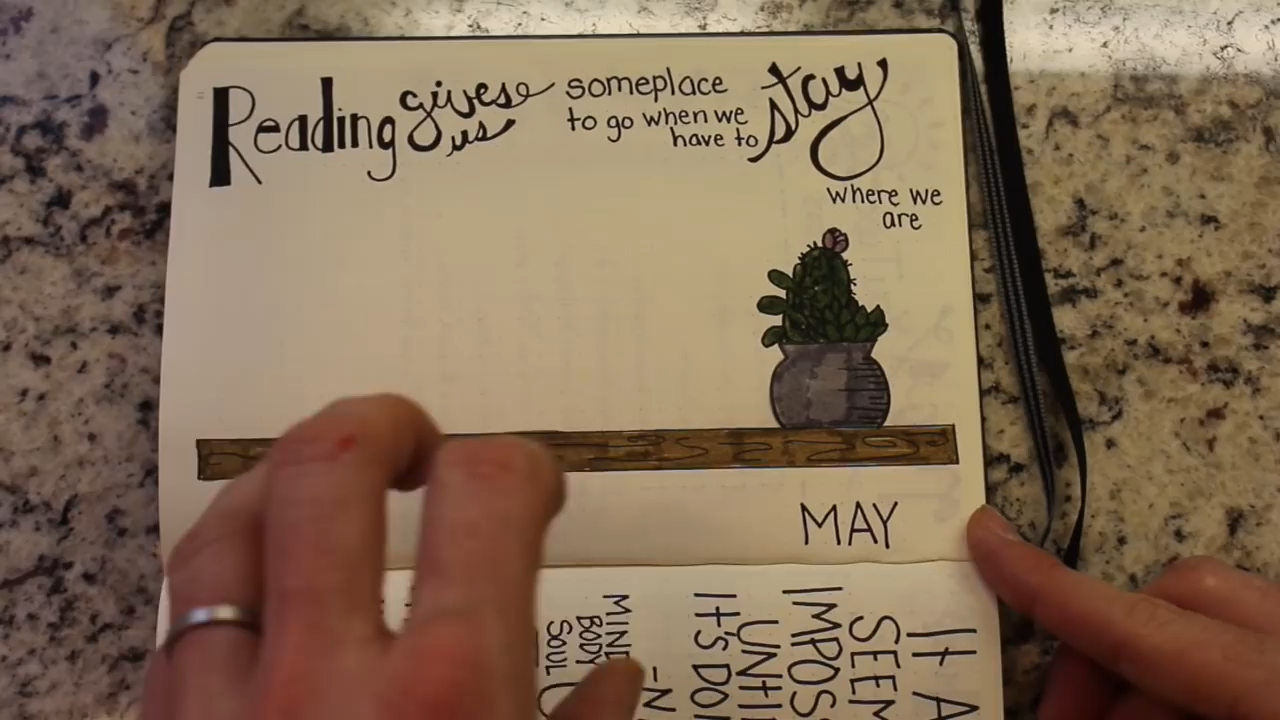 Reading gives us someplace to go when we have to stay
where we are
MAY
MIND
BODY
SOUL
It A
SEEM
IMPOS
UNTI
It's DO
-N